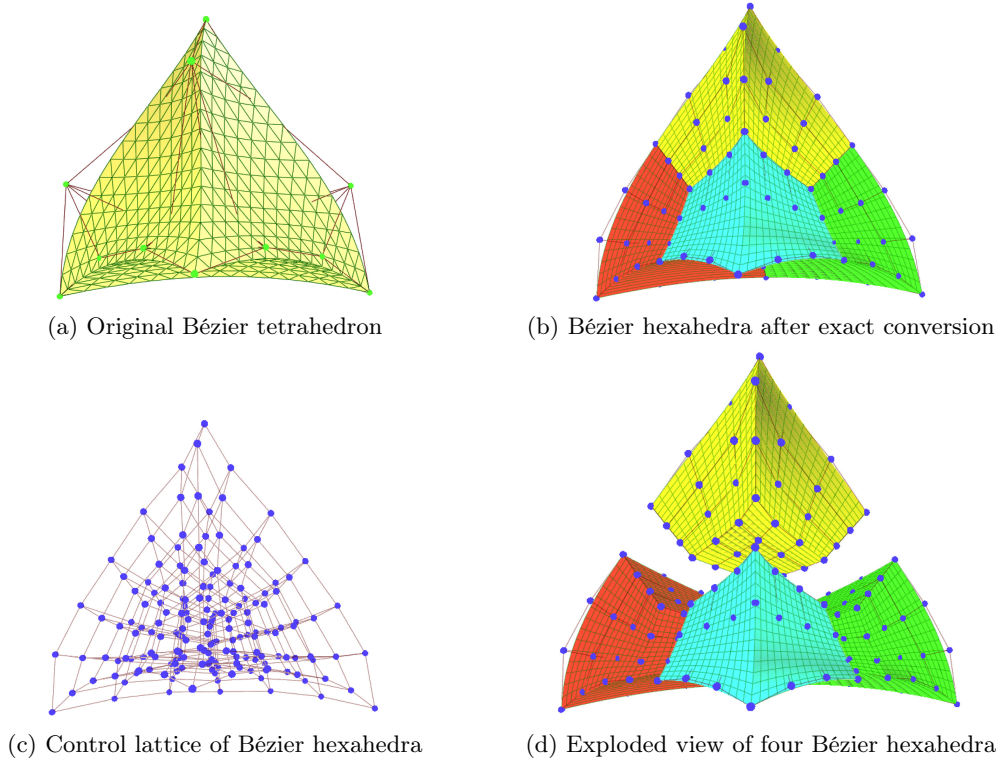 (a) Original Bézier tetrahedron
(b) Bézier hexahedra after exact conversion
(c) Control lattice of Bézier hexahedra
(d) Exploded view of four Bézier hexahedra